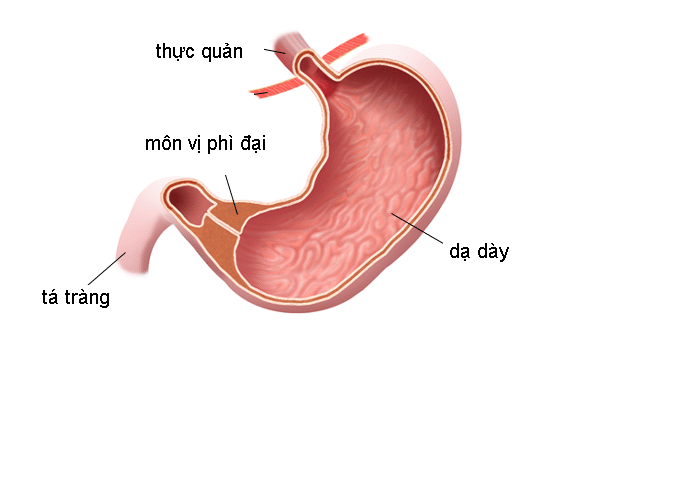 thực quản
môn vị phì đại
dạ dày
tá tràng